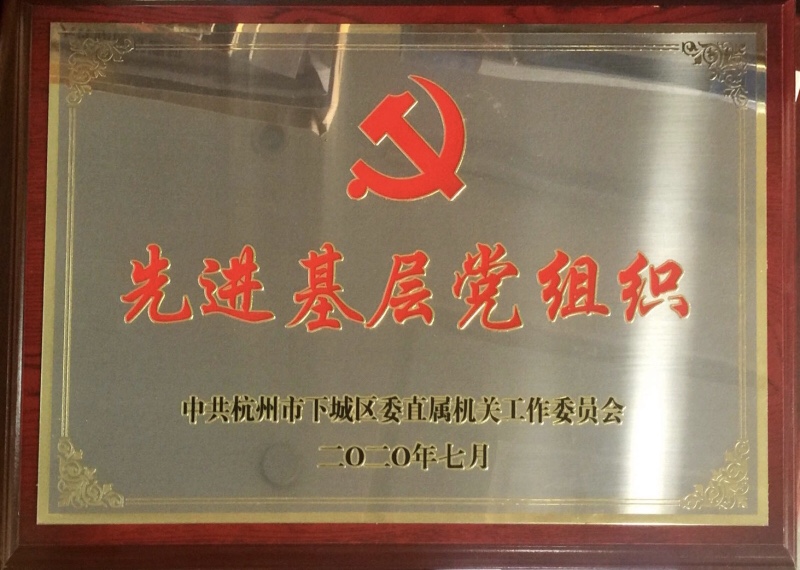 先进基层党组织
中共杭州市下城区委直属机关工作委员会
二〇二〇年七月